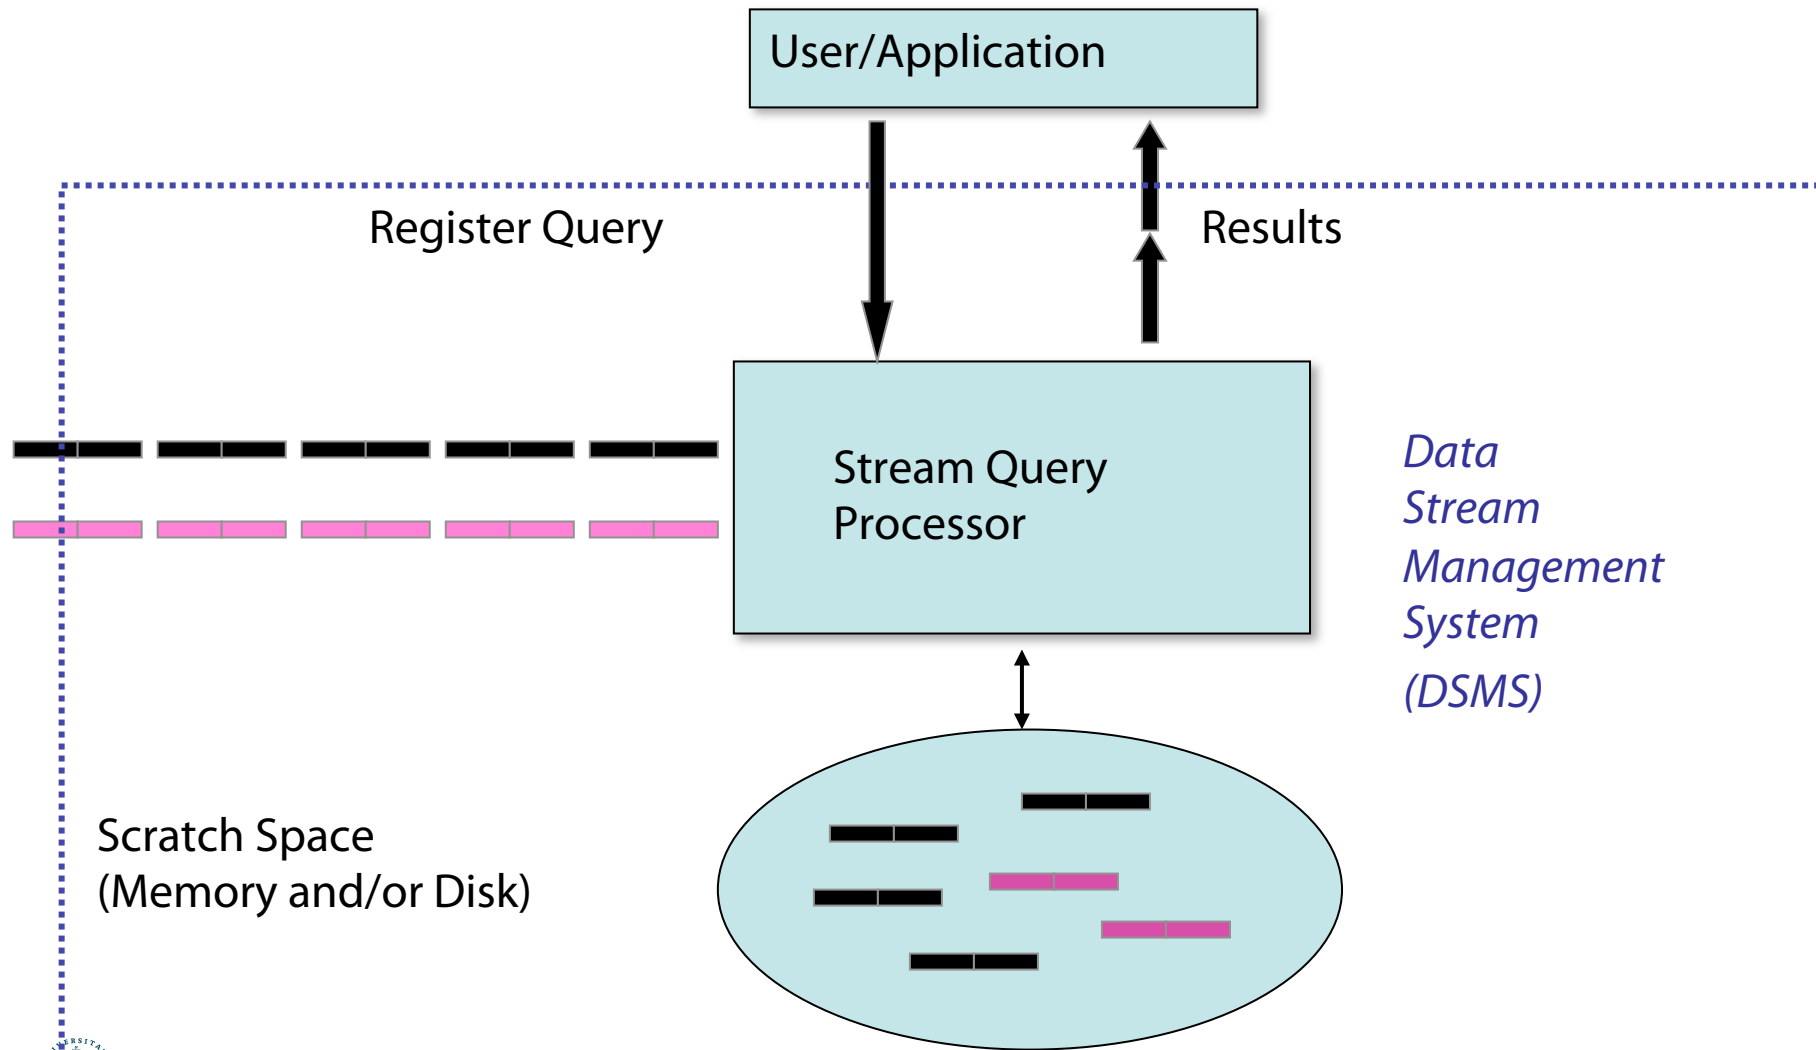 User/Application
Register Query
Results
Stream Query
Processor
Data
Stream
Management
System
(DSMS)
Scratch Space
(Memory and/or Disk)